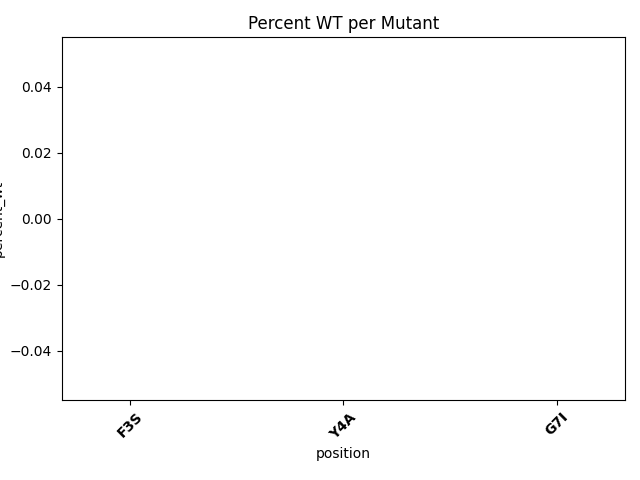 Percent WT per Mutant
0.04
0.02
0.00
−0.02
−0.04
percent_wt
F3S
Y4A
G7I
position